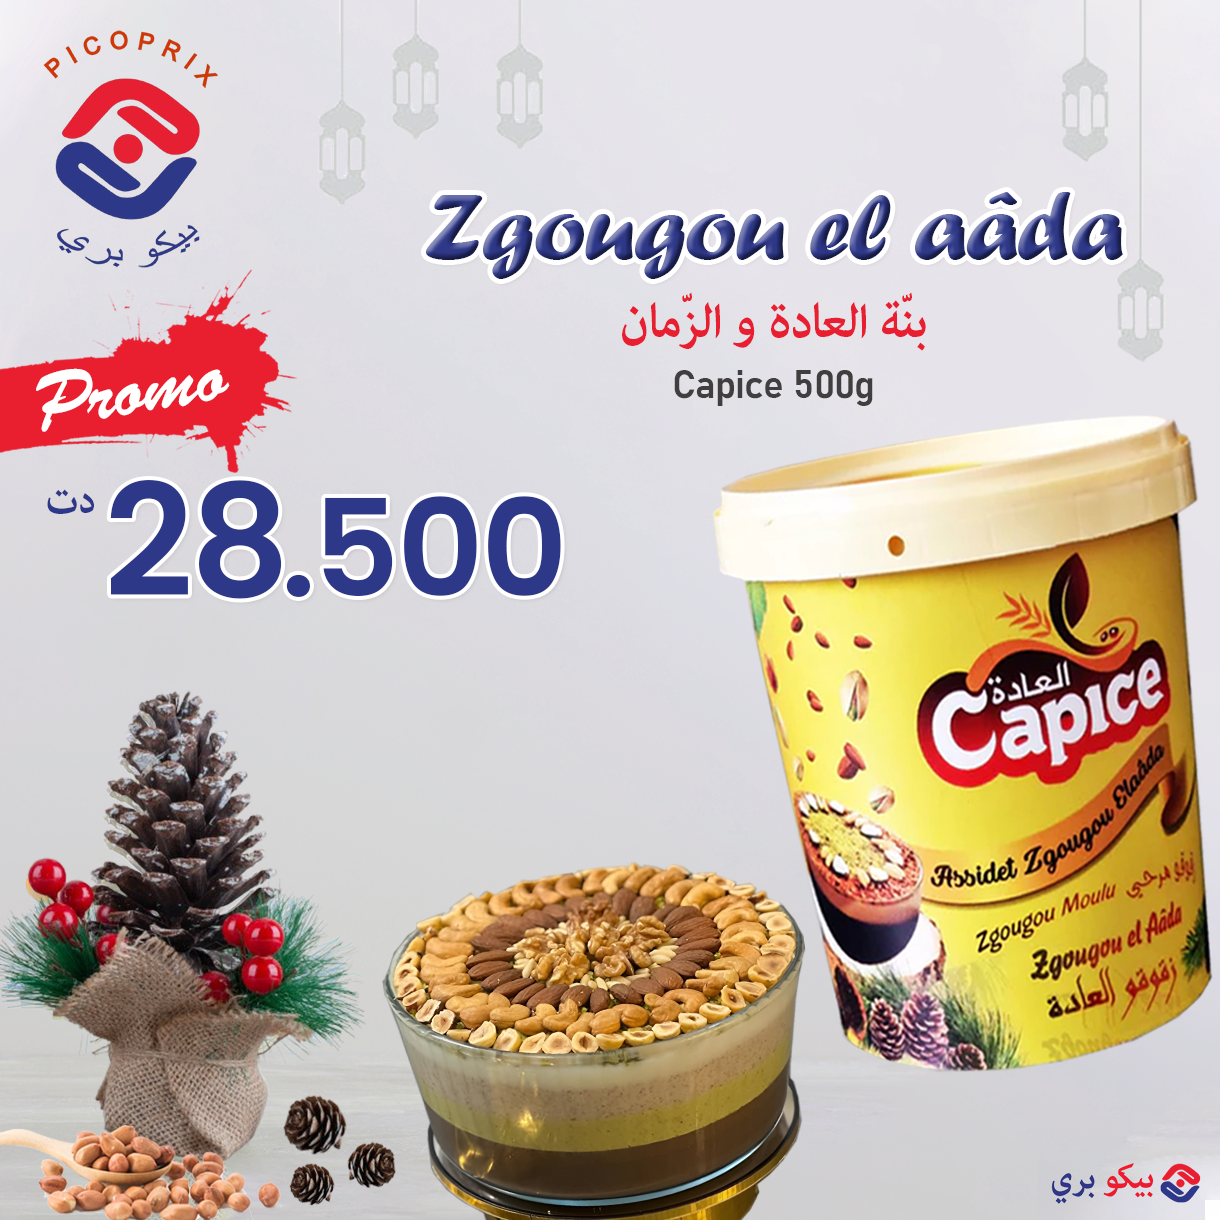 PICOPRIX
بيكو بري
Zgougou el aâda
بنّة العادة و الزّمان
Capice 500g
Promo
28.500 دت
العادة
Capice
Assidet Zgougou Elaâda
Zgougou Moulu زقوقو مرحي
Zgougou el Aâda
زقوقو العادة
بيكو بري